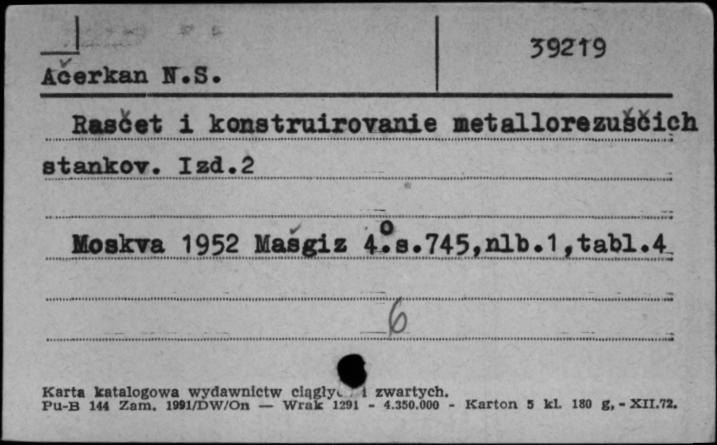 39219
Ačerkan N.S.
Rasčet i konstruirovanie metallorezuščich
stankov. Izd.2
Moskva 1952 Mašgiz 4.° s.745,nlb.1,tabl.4
6
Karta katalogowa wydawnictw i zwartych.
Pu-B 144 Zam. 1991/DW/On — Wrak 1291 - 4.350.000 - Karton 5 kl. 180 g. - XII.72.